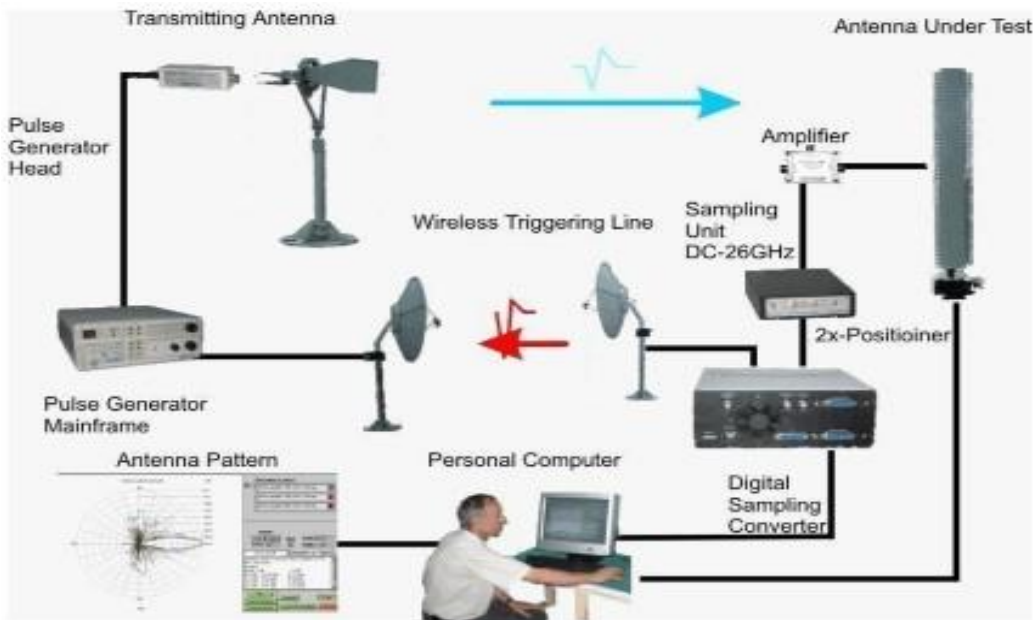 Transmitting Antenna
Antenna Under Test
Pulse
Generator
Head
Amplifier
Wireless Triggering Line
Sampling
Unit
DC-26GHz
2x-Positioiner
Pulse Generator
Mainframe
Antenna Pattern
Personal Computer
Digital
Sampling
Converter